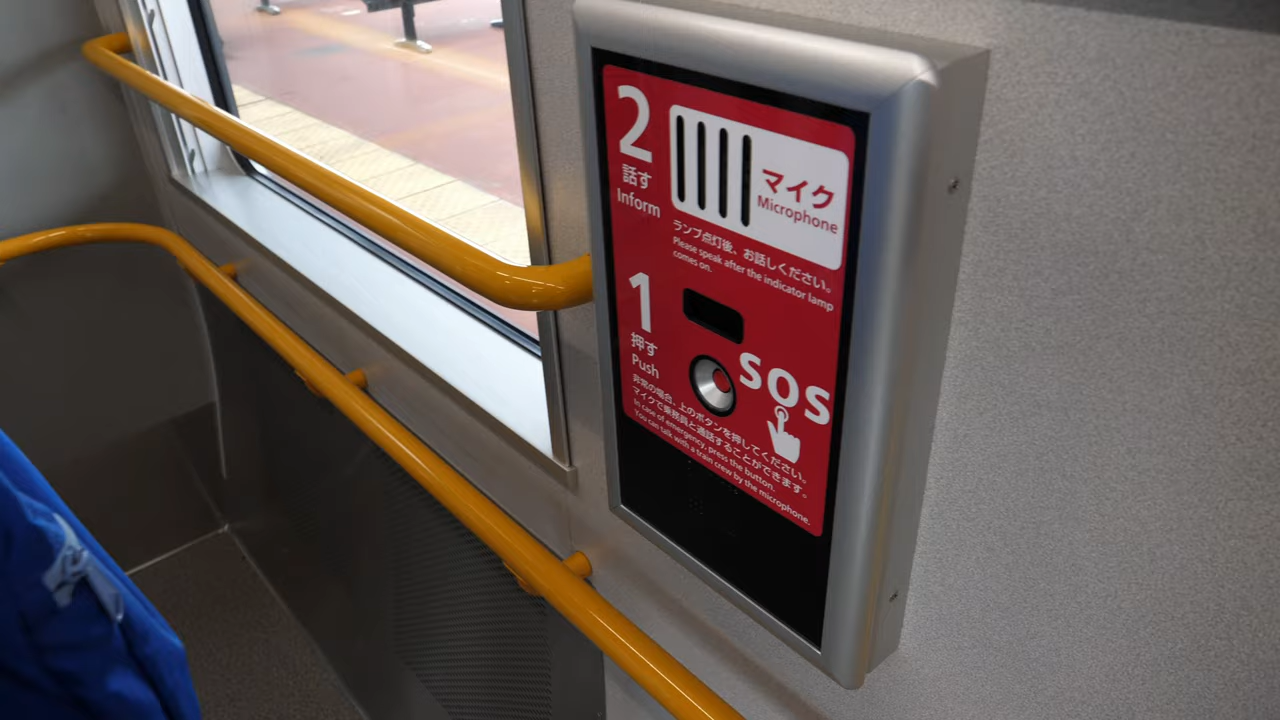 2
話す
Inform
マイク
Microphone
ランプ点灯後、お話しください。
Please speak after the indicator lamp
comes on.
1
押す
Push
SOS
非常の場合、上のボタンを押してください。
マイクで乗務員と通話することができます。
In case of emergency, press the button.
You can talk with a train crew by the microphone.